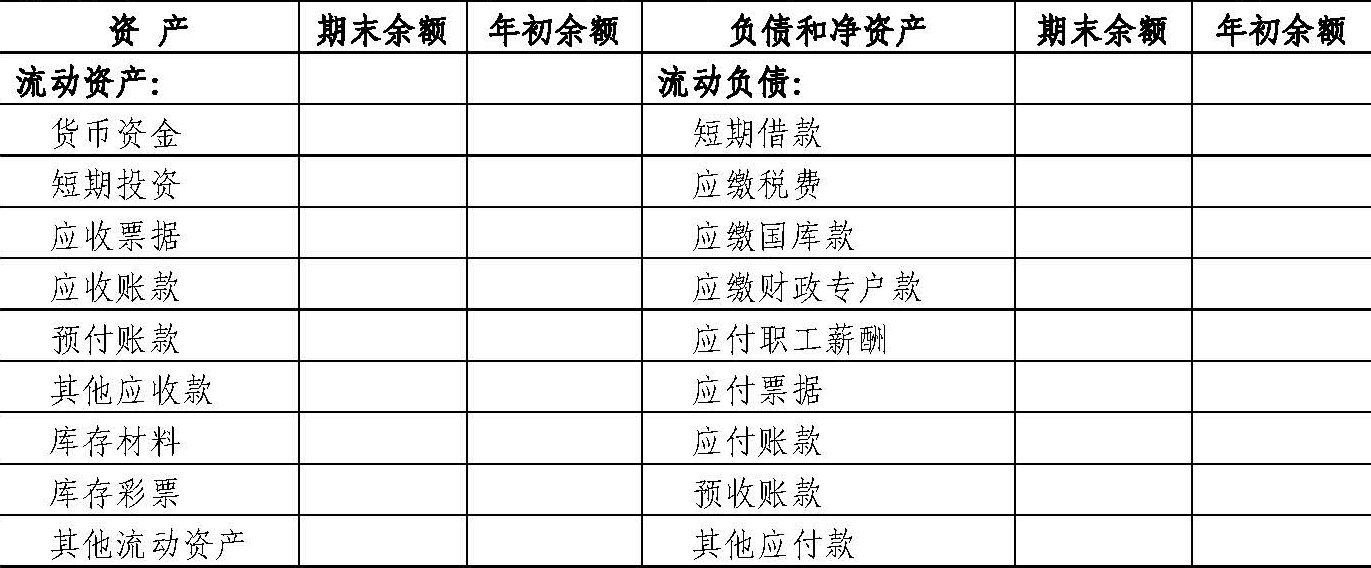 资 产 期末余额 年初余额 负债和净资产 期末余额 年初余额
流动资产： 流动负债：
货币资金 短期借款
短期投资 应缴税费
应收票据 应缴国库款
应收账款 应缴财政专户款
预付账款 应付职工薪酬
其他应收款 应付票据
库存材料 应付账款
库存彩票 预收账款
其他流动资产 其他应付款